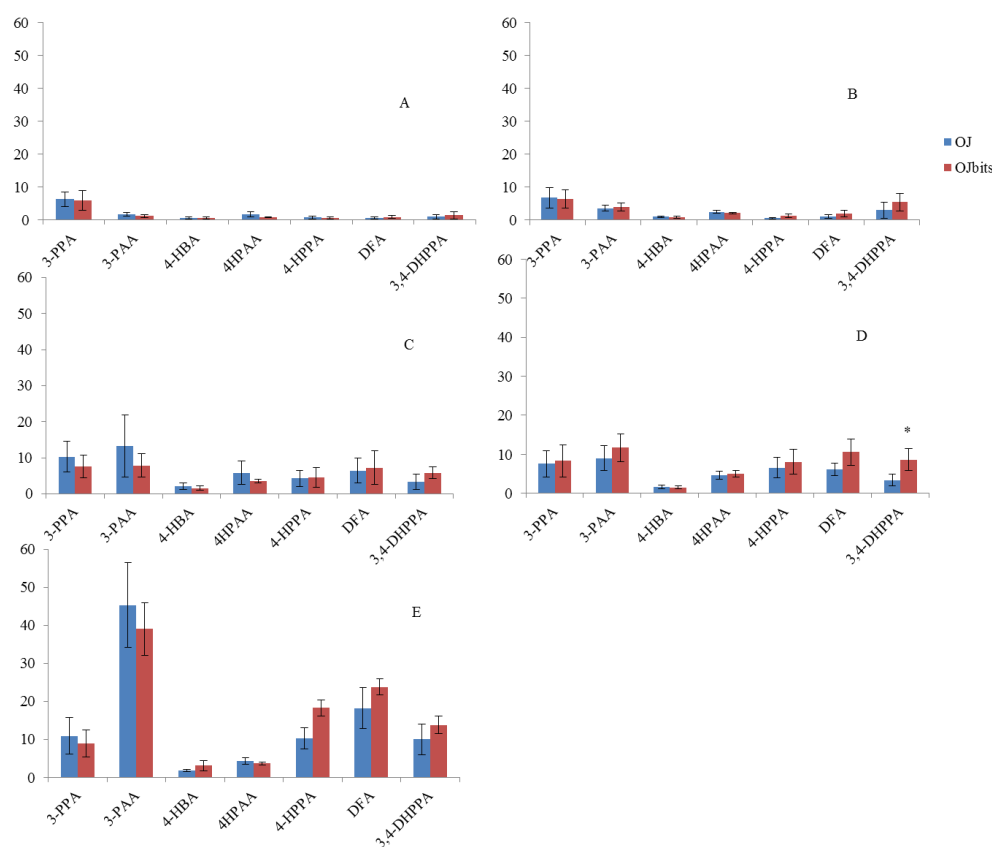 60
50
40
30
20
10
0
A
3-PPA
3-PAA
4-HBA
4HPAA
4-HPPA
DFA
3,4-DHPPA
60
50
40
30
20
10
0
B
3-PPA
3-PAA
4-HBA
4HPAA
4-HPPA
DFA
3,4-DHPPA
OJ
OJbits
60
50
40
30
20
10
0
C
3-PPA
3-PAA
4-HBA
4HPAA
4-HPPA
DFA
3,4-DHPPA
60
50
40
30
20
10
0
D
*
3-PPA
3-PAA
4-HBA
4HPAA
4-HPPA
DFA
3,4-DHPPA
60
50
40
30
20
10
0
E
3-PPA
3-PAA
4-HBA
4HPAA
4-HPPA
DFA
3,4-DHPPA